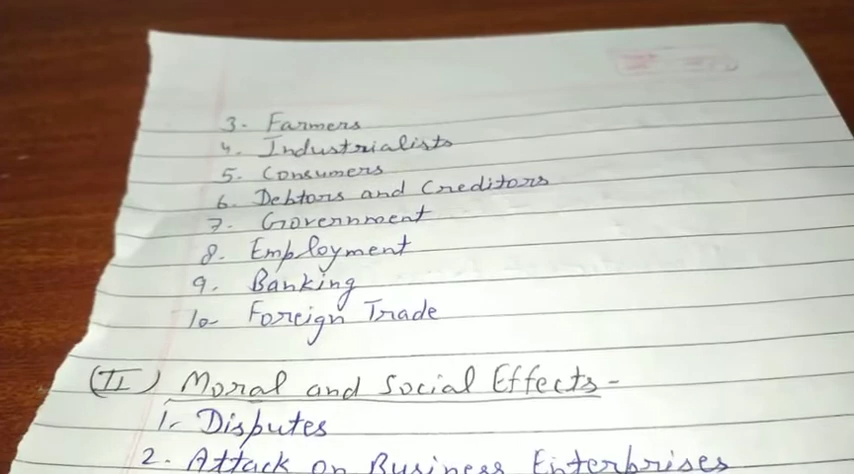 3. Farmers
4. Industrialists
5. Consumers
6. Debtors and Creditors
7. Government
8. Employment
9. Banking
10- Foreign Trade
(II) Moral and Social Effects-
1. Disputes
2. Attack on Business Enterprises